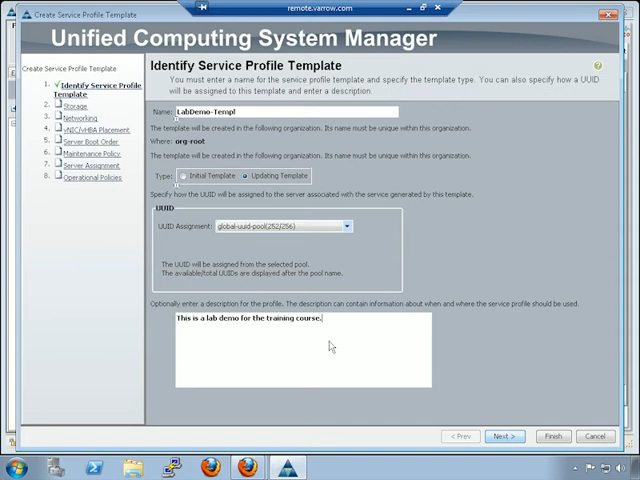 remote.varrow.com
Create Service Profile Template
Unified Computing System Manager
Create Service Profile Template
1. √Identify Service Profile
Template
2. Storage
3. Networking
4. vNIC/vHBA Placement
5. Server Boot Order
6. Maintenance Policy
7. Server Assignment
8. Operational Policies
Identify Service Profile Template
You must enter a name for the service profile template and specify the template type. You can also specify how a UUID
will be assigned to this template and enter a description.
Name: LabDemo-Templ
The template will be created in the following organization. Its name must be unique within this organization.
Where: org-root
The template will be created in the following organization. Its name must be unique within this organization.
Type: Initial Template Updating Template
Specify how the UUID will be assigned to the server associated with the service generated by this template.
UUID
UUID Assignment: global-uuid-pool(252/256)
The UUID will be assigned from the selected pool.
The available/total UUIDs are displayed after the pool name.
Optionally enter a description for the profile. The description can contain information about when and where the service profile should be used.
This is a lab demo for the training course.
< Prev Next > Finish Cancel